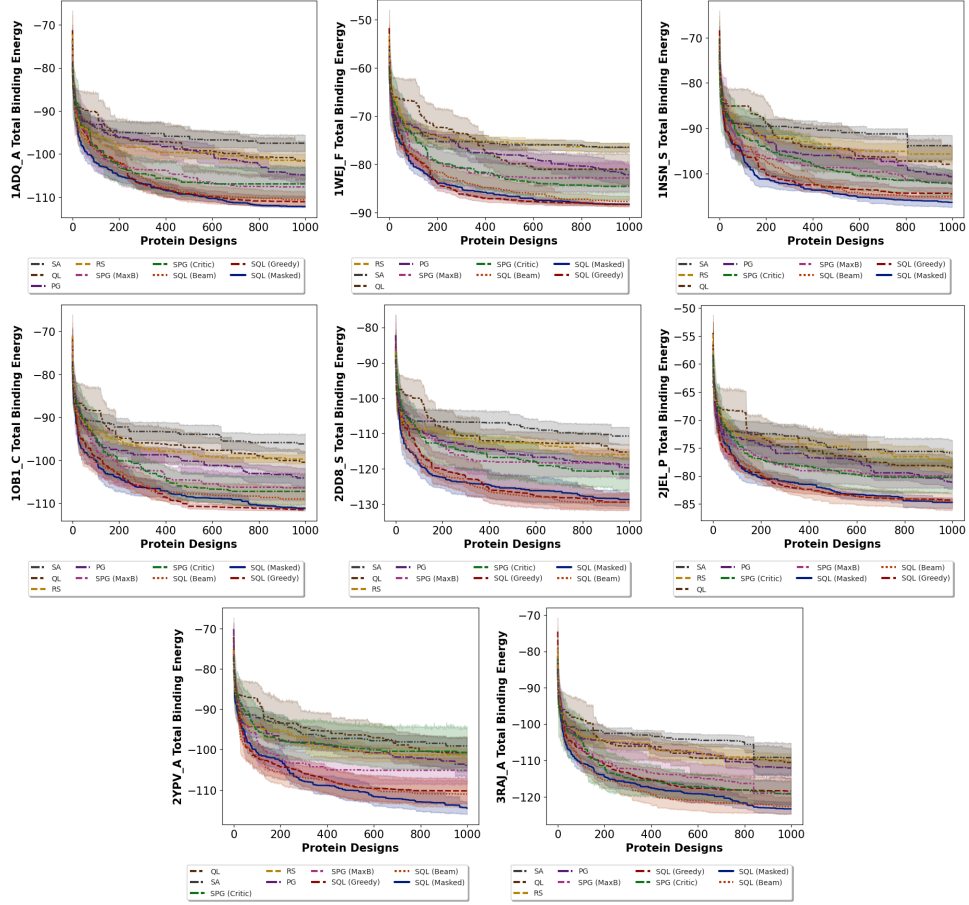 1ADQ_A Total Binding Energy
−70
−80
−90
−100
−110
0 200 400 600 800 1000
Protein Designs
SA RS SPG (Critic) SQL (Greedy)
QL SPG (MaxB) SQL (Beam) SQL (Masked)
PG
1WEJ_F Total Binding Energy
−50
−60
−70
−80
−90
0 200 400 600 800 1000
Protein Designs
RS PG SPG (Critic) SQL (Masked)
SA SPG (MaxB) SQL (Beam) SQL (Greedy)
QL
1NSN_S Total Binding Energy
−70
−80
−90
−100
0 200 400 600 800 1000
Protein Designs
SA PG SPG (MaxB) SQL (Greedy)
RS SPG (Critic) SQL (Beam) SQL (Masked)
QL
1OB1_C Total Binding Energy
−70
−80
−90
−100
−110
0 200 400 600 800 1000
Protein Designs
SA PG SPG (Critic) SQL (Masked)
QL SPG (MaxB) SQL (Beam) SQL (Greedy)
RS
2DD8_S Total Binding Energy
−80
−90
−100
−110
−120
−130
0 200 400 600 800 1000
Protein Designs
SA PG SPG (Critic) SQL (Masked)
QL SPG (MaxB) SQL (Greedy) SQL (Beam)
RS
2JEL_P Total Binding Energy
−50
−55
−60
−65
−70
−75
−80
−85
0 200 400 600 800 1000
Protein Designs
SA PG SPG (MaxB) SQL (Beam)
RS SPG (Critic) SQL (Masked) SQL (Greedy)
QL
2YPV_A Total Binding Energy
−70
−80
−90
−100
−110
0 200 400 600 800 1000
Protein Designs
QL RS SPG (MaxB) SQL (Beam)
SA PG SQL (Greedy) SQL (Masked)
SPG (Critic)
3RAJ_A Total Binding Energy
−70
−80
−90
−100
−110
−120
0 200 400 600 800 1000
Protein Designs
SA PG SQL (Greedy) SQL (Masked)
QL SPG (MaxB) SPG (Critic) SQL (Beam)
RS